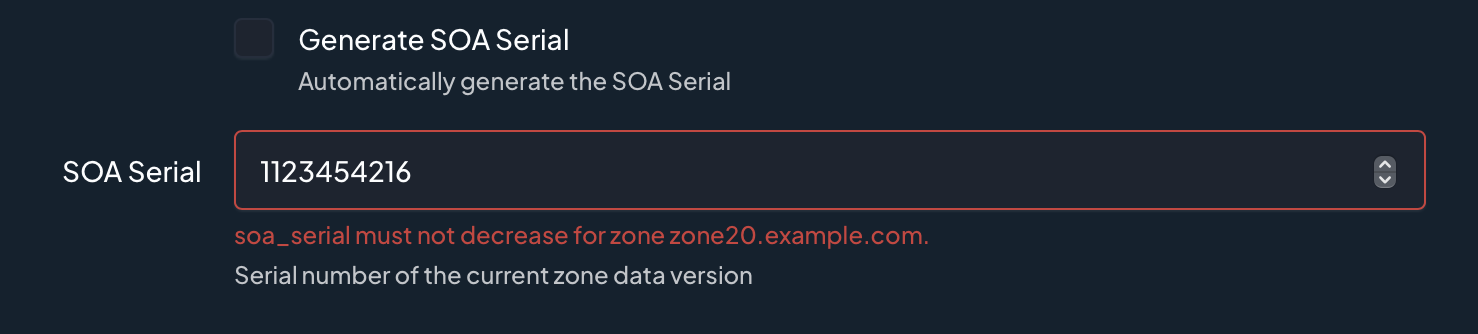 Generate SOA Serial
Automatically generate the SOA Serial
SOA Serial
1123454216
soa_serial must not decrease for zone zone20.example.com.
Serial number of the current zone data version